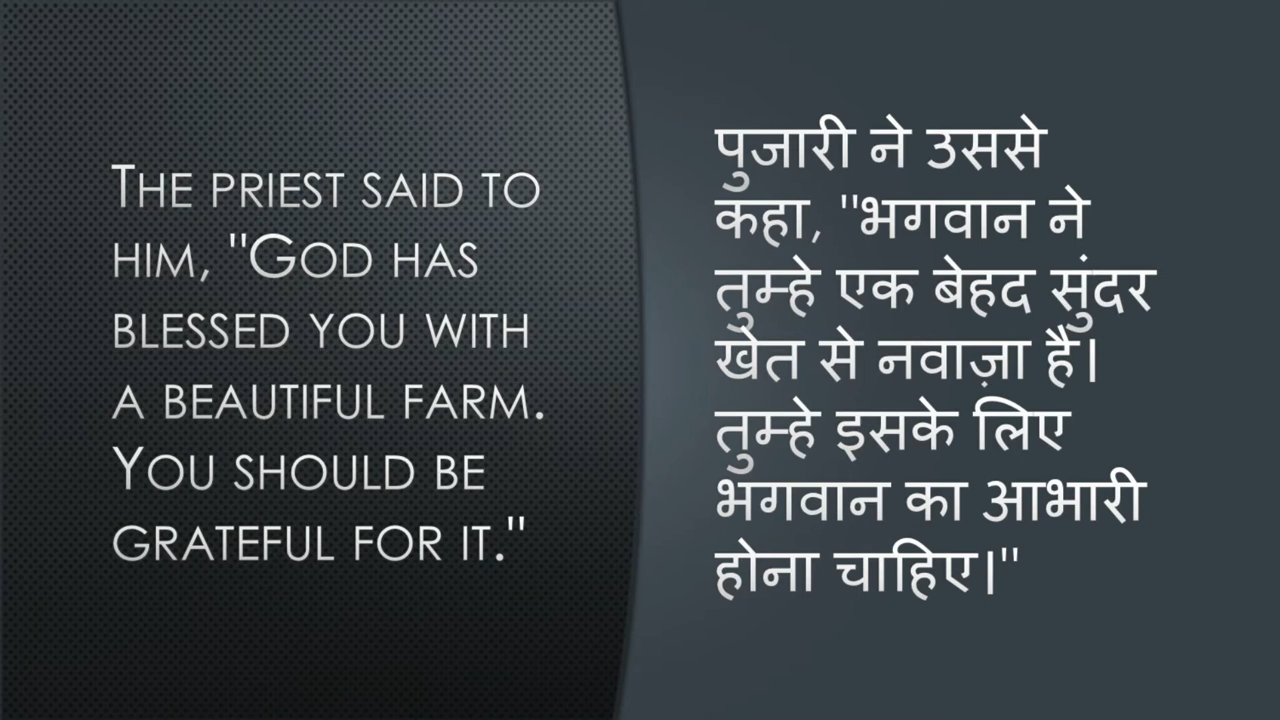 The priest said to
him, "God has
blessed you with
a beautiful farm.
You should be
grateful for it."
पुजारी ने उससे
कहा, "भगवान ने
तुम्हे एक बेहद सुंदर
खेत से नवाज़ा है।
तुम्हे इसके लिए
भगवान का आभारी
होना चाहिए।"